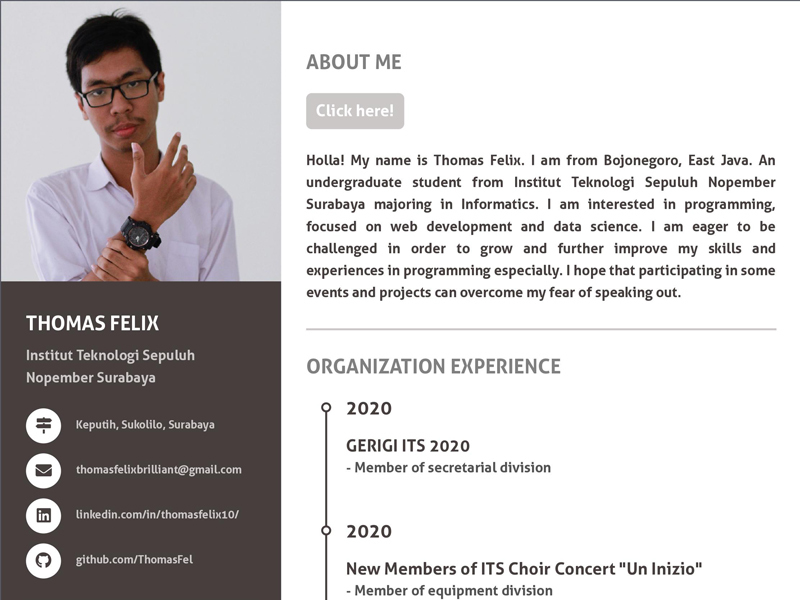 THOMAS FELIX
Institut Teknologi Sepuluh
Nopember Surabaya
Keputih, Sukolilo, Surabaya
thomasfelixbrilliant@gmail.com
linkedin.com/in/thomasfelix10/
github.com/ThomasFel
ABOUT ME
Click here!
Holla! My name is Thomas Felix. I am from Bojonegoro, East Java. An
undergraduate student from Institut Teknologi Sepuluh Nopember
Surabaya majoring in Informatics. I am interested in programming,
focused on web development and data science. I am eager to be
challenged in order to grow and further improve my skills and
experiences in programming especially. I hope that participating in some
events and projects can overcome my fear of speaking out.
ORGANIZATION EXPERIENCE
2020
GERIGI ITS 2020
- Member of secretarial division
2020
New Members of ITS Choir Concert "Un Inizio"
- Member of equipment division